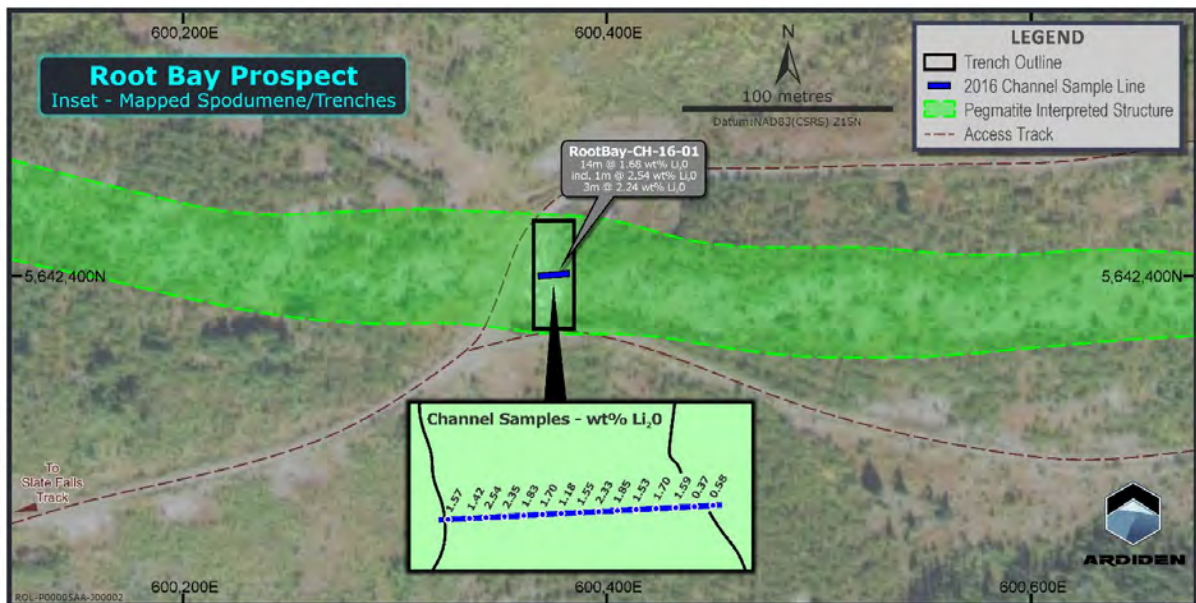 600,200E
600,400E
Root Bay Prospect
Inset - Mapped Spodumene/Trenches
N
100 metres
Datum:NAD83(CSRS) Z15N
LEGEND
Trench Outline
2016 Channel Sample Line
Pegmatite Interpreted Structure
Access Track
RootBay-CH-16-01
14m @ 1.68 wt% Li₂0
incl. 1m @ 2.54 wt% Li₂0
3m @ 2.24 wt% Li₂0
5,642,400N
5,642,400N
Channel Samples - wt% Li₂0
1.57
1.42
2.54
2.35
1.83
1.70
1.18
1.55
2.33
1.85
1.53
1.70
1.59
0.37
0.58
To
Slate Falls
Track
ARDIDEN
ROL-P00005AA-J00002
600,200E
600,400E
600,600E